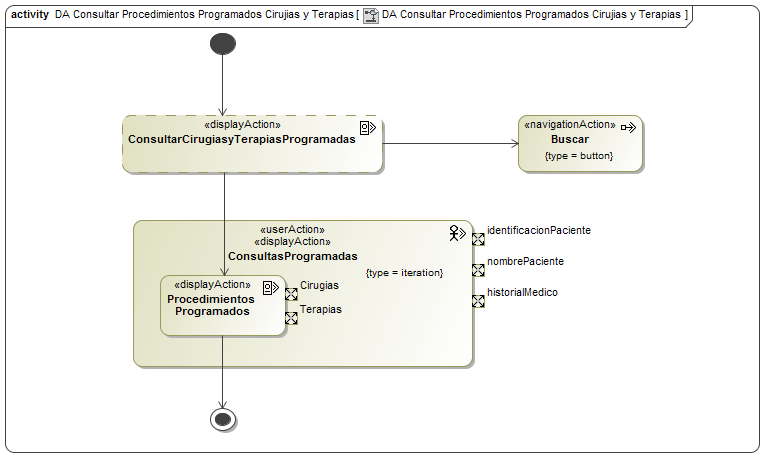 activity DA Consultar Procedimientos Programados Cirujias y Terapias [ DA Consultar Procedimientos Programados Cirujias y Terapias ]
«displayAction»
ConsultarCirugiasyTerapiasProgramadas
«navigationAction»
Buscar
{type = button}
«userAction»
«displayAction»
ConsultasProgramadas
{type = iteration}
identificacionPaciente
nombrePaciente
historialMedico
«displayAction»
Procedimientos
Programados
Cirugias
Terapias